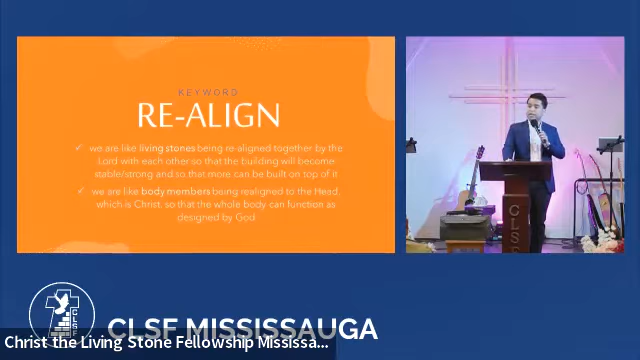 KEYWORD
RE-ALIGN
✓ we are like living stones being re-aligned together by the
Lord with each other so that the building will become
stable/strong and so that more can be built on top of it
✓ we are like body members being realigned to the Head,
which is Christ, so that the whole body can function as
designed by God
CLSF
CLSF
CLSF MISSISSAUGA
Christ the Living Stone Fellowship Mississa...